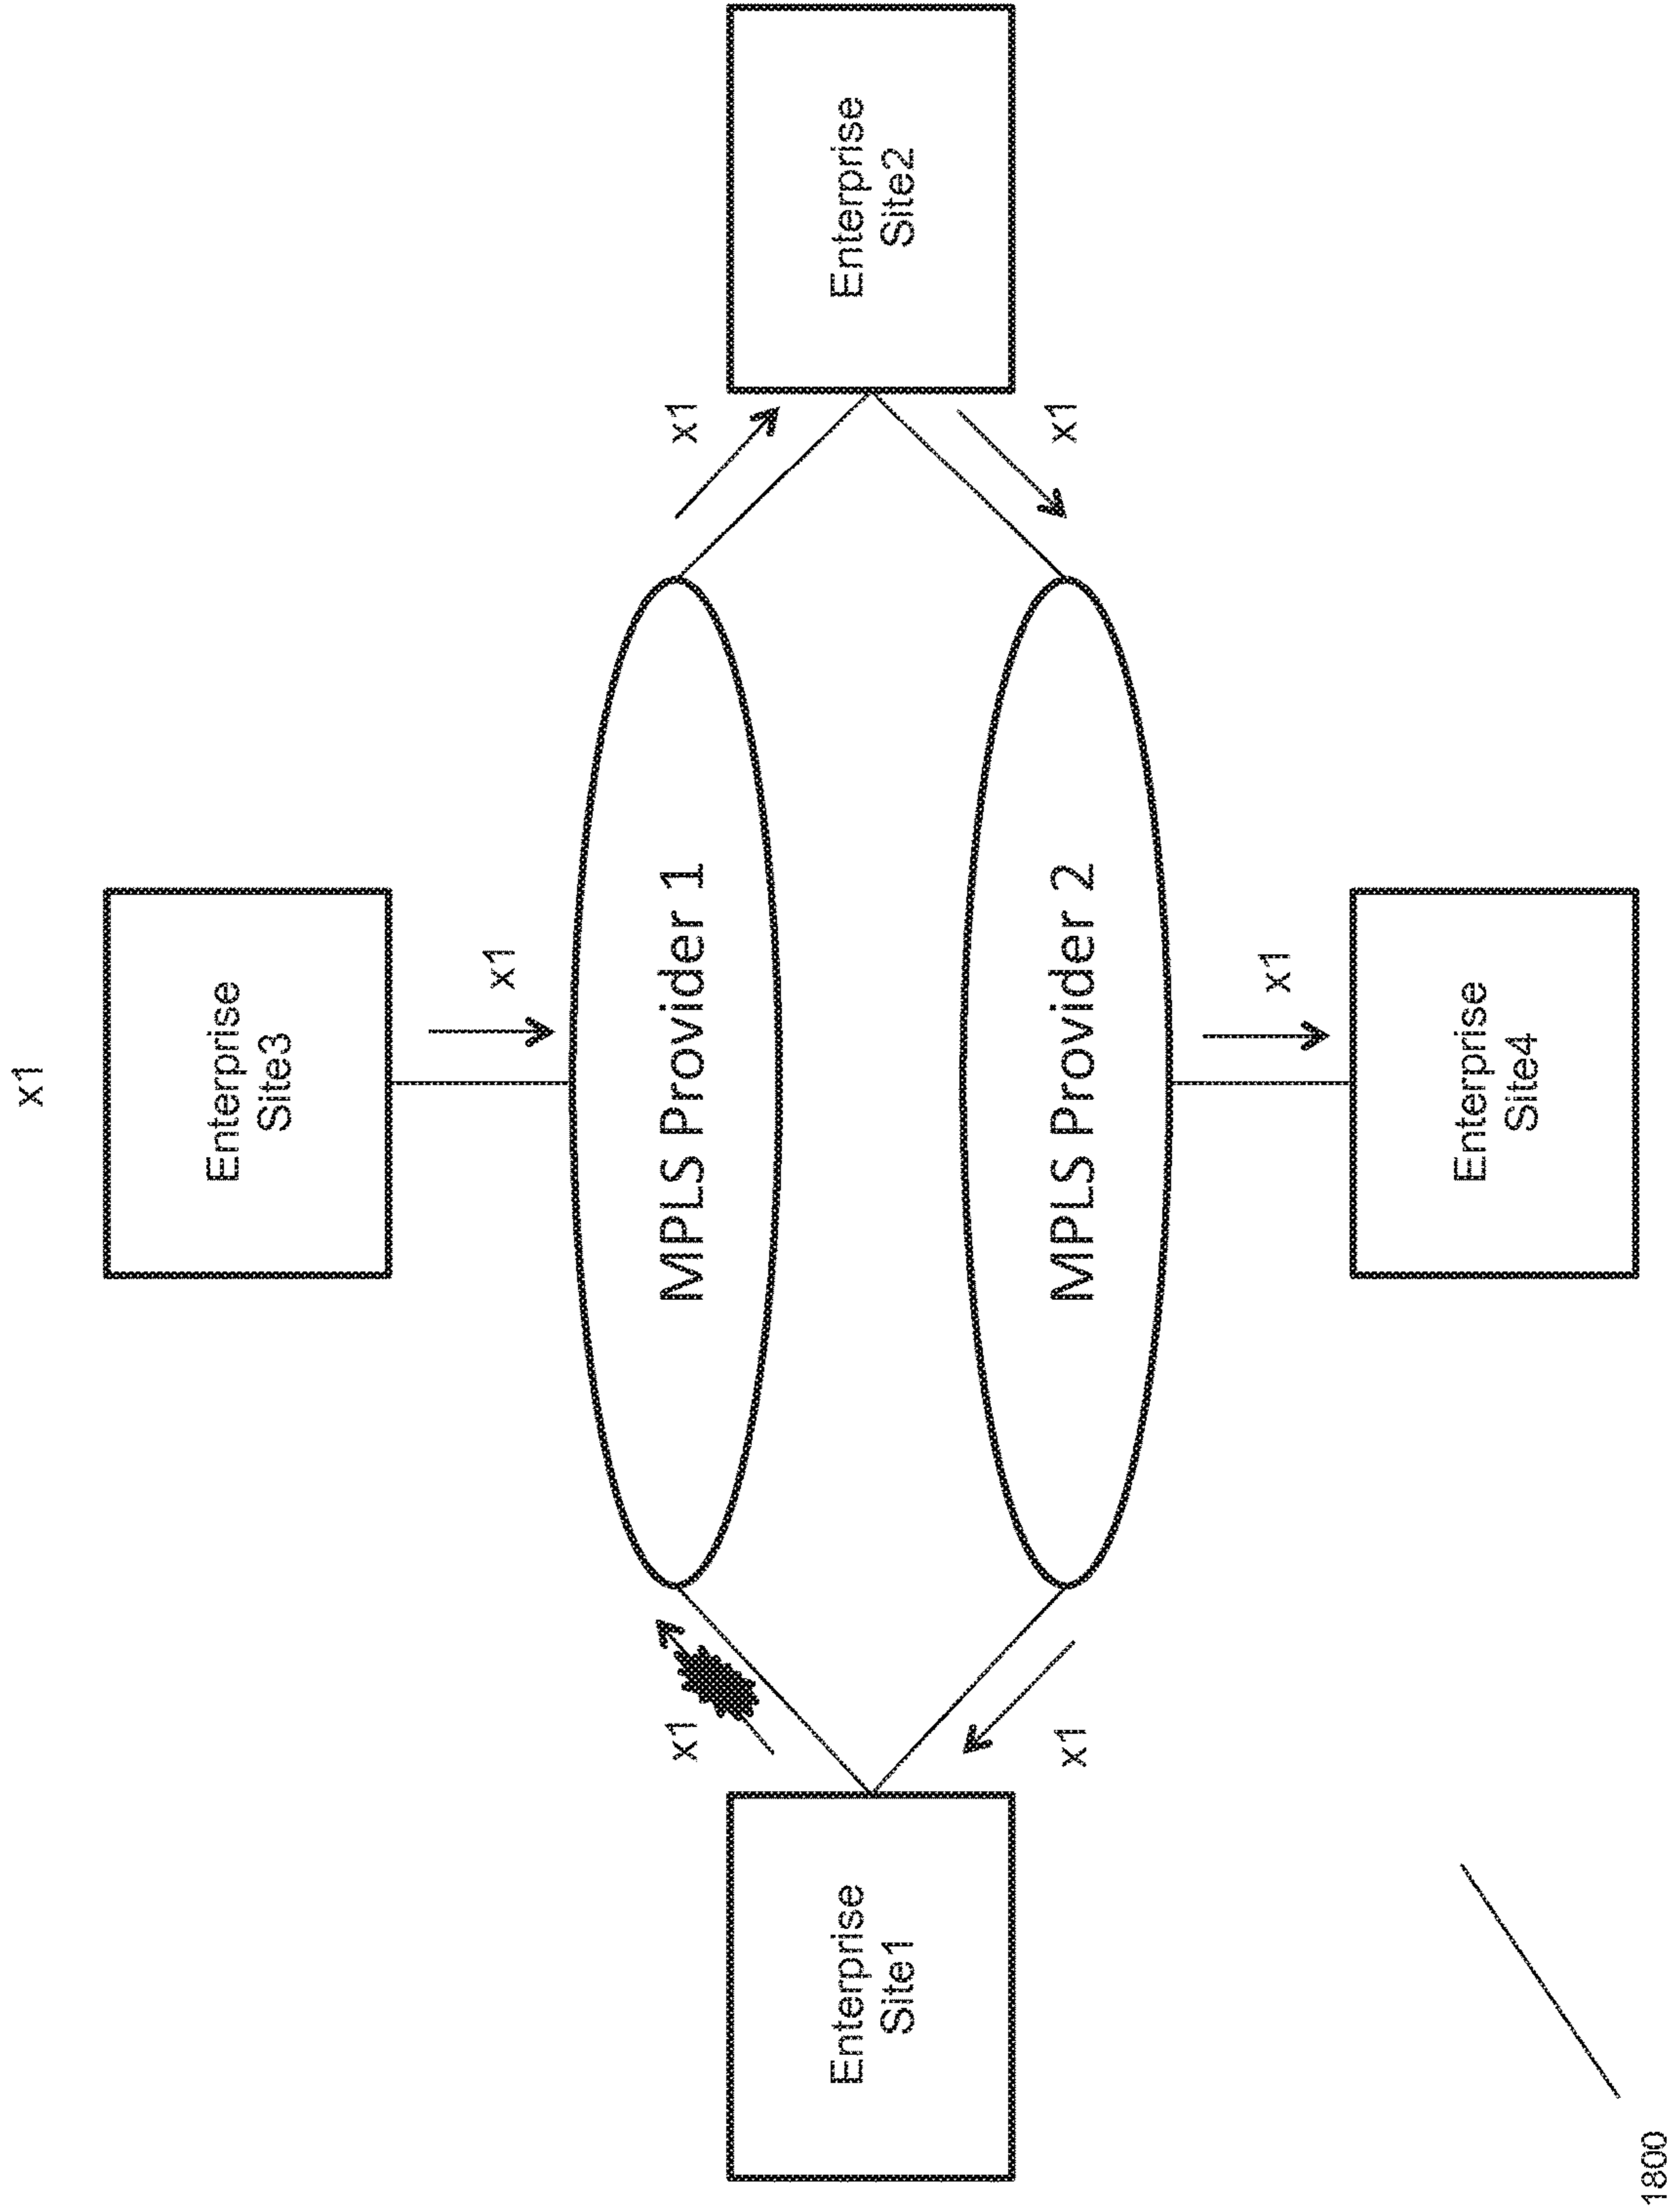 x1
Enterprise
Site3
x1
x1
MPLS Provider 1
x1
Enterprise
Site1
Enterprise
Site2
x1
MPLS Provider 2
x1
x1
Enterprise
Site4
1800